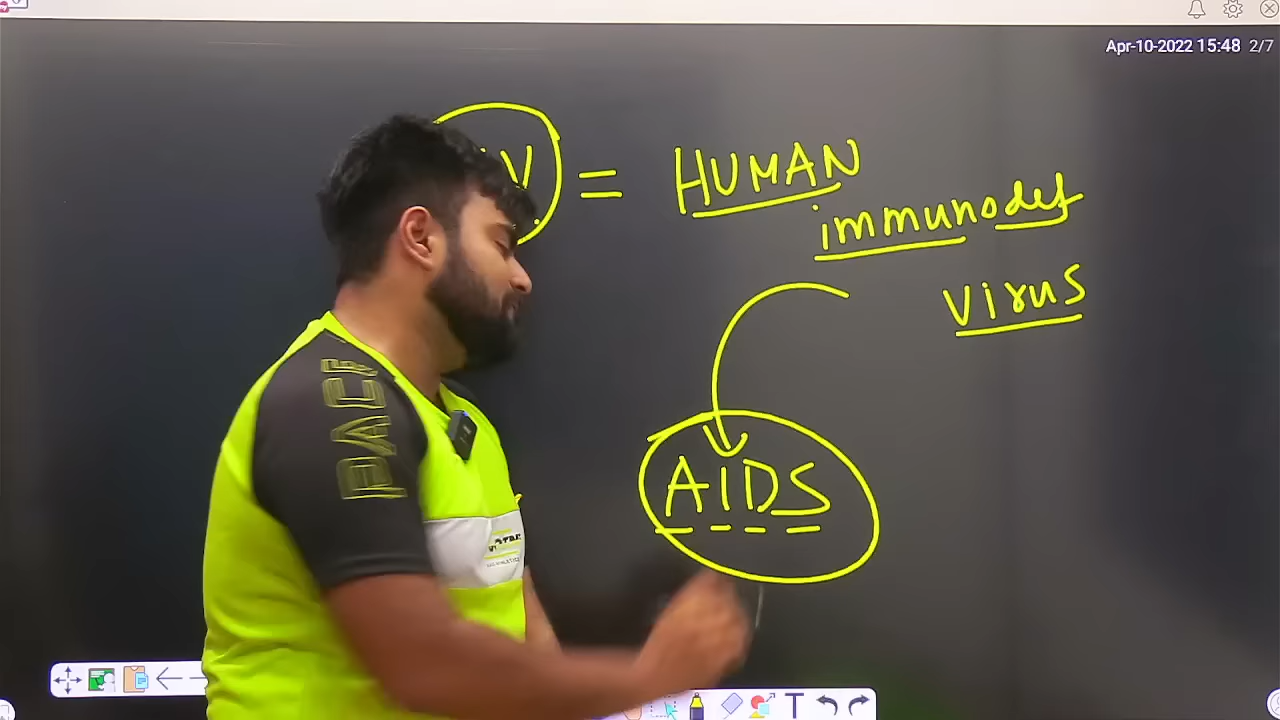 Apr-10-2022 15:48 2/7
= HUMAN
immunodef
virus
AIDS
PACE
T